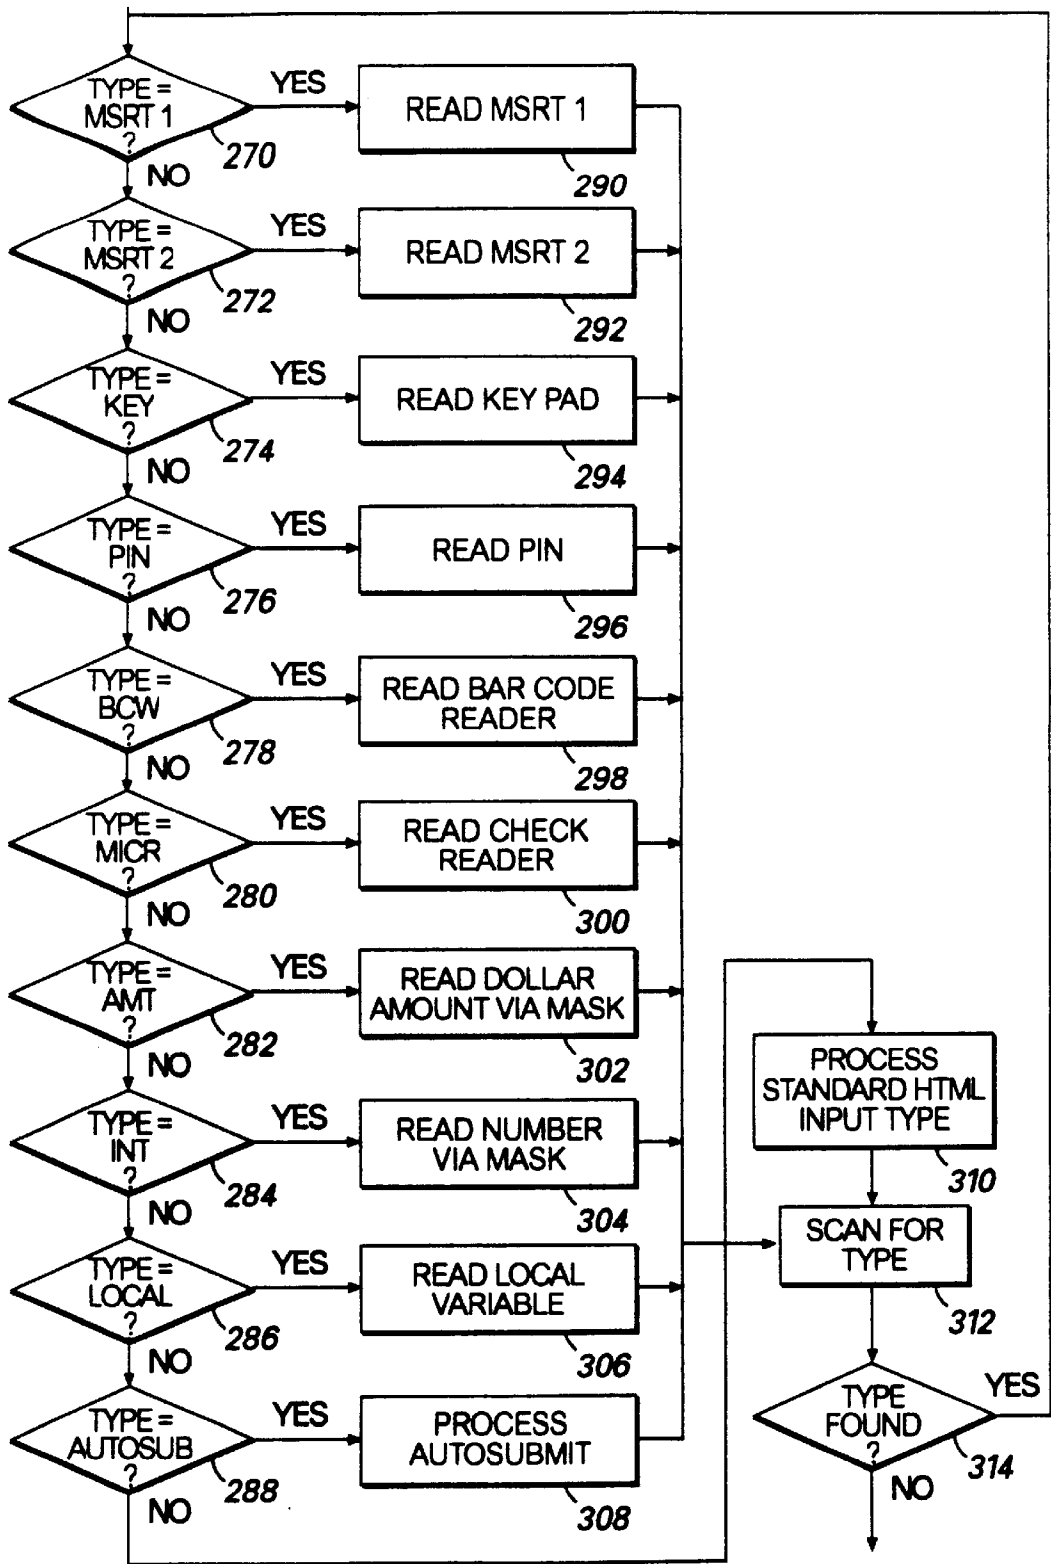 TYPE =
MSRT 1
?
YES
READ MSRT 1
270
290
NO
TYPE =
MSRT 2
?
YES
READ MSRT 2
272
292
NO
TYPE =
KEY
?
YES
READ KEY PAD
274
294
NO
TYPE =
PIN
?
YES
READ PIN
276
296
NO
TYPE =
BCW
?
YES
READ BAR CODE
READER
278
298
NO
TYPE =
MICR
?
YES
READ CHECK
READER
280
300
NO
TYPE =
AMT
?
YES
READ DOLLAR
AMOUNT VIA MASK
282
302
NO
TYPE =
INT
?
YES
READ NUMBER
VIA MASK
284
304
NO
TYPE =
LOCAL
?
YES
READ LOCAL
VARIABLE
286
306
NO
TYPE =
AUTOSUB
?
YES
PROCESS
AUTOSUBMIT
288
308
NO
PROCESS
STANDARD HTML
INPUT TYPE
310
SCAN FOR
TYPE
312
TYPE
FOUND
?
YES
314
NO